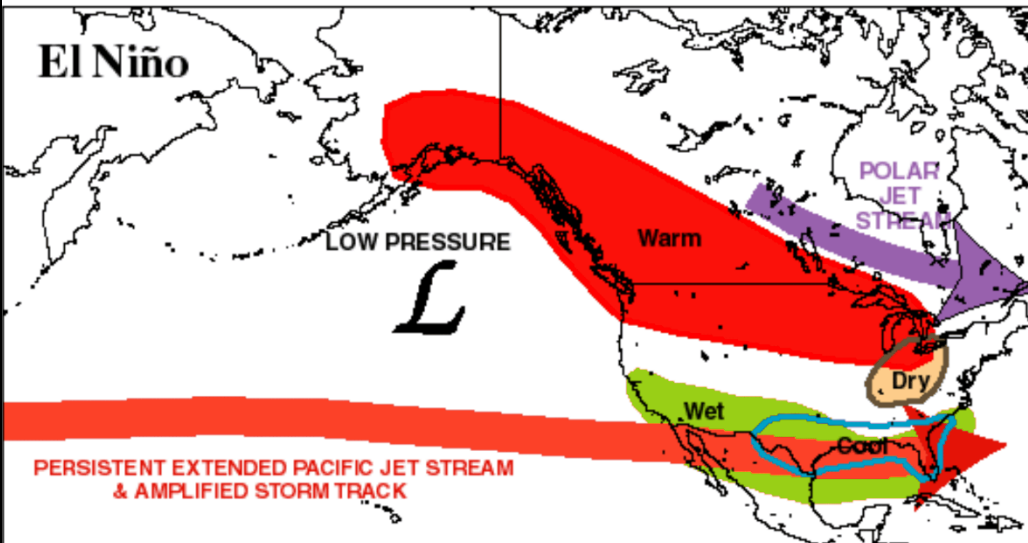 El Niño
POLAR
JET
STREAM
LOW PRESSURE
Warm
L
Dry
Wet
Cool
PERSISTENT EXTENDED PACIFIC JET STREAM
& AMPLIFIED STORM TRACK